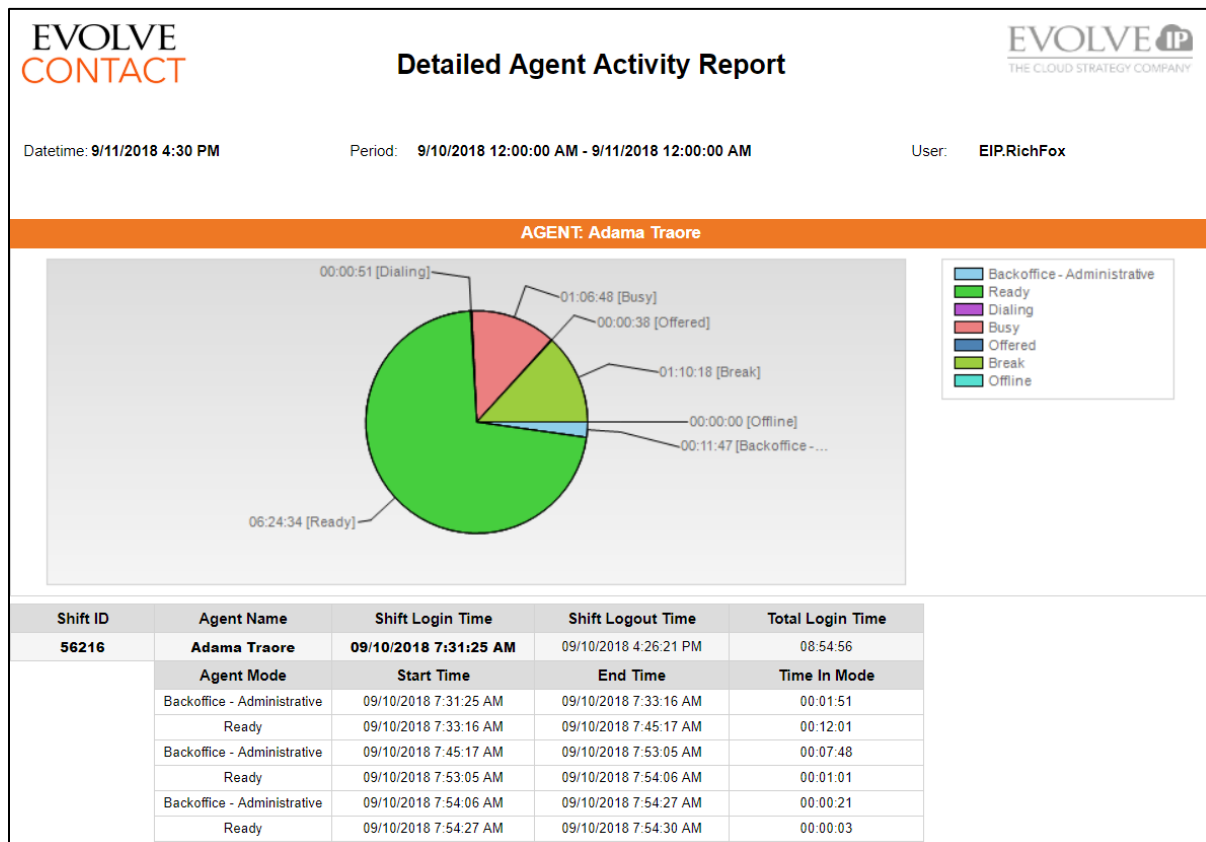 EVOLVE
CONTACT
Detailed Agent Activity Report
EVOLVE IP
THE CLOUD STRATEGY COMPANY
Datetime: 9/11/2018 4:30 PM Period: 9/10/2018 12:00:00 AM - 9/11/2018 12:00:00 AM User: EIP.RichFox
AGENT: Adama Traore
00:00:51 [Dialing]
01:06:48 [Busy]
00:00:38 [Offered]
01:10:18 [Break]
00:00:00 [Offline]
00:11:47 [Backoffice -...
06:24:34 [Ready]
Backoffice - Administrative
Ready
Dialing
Busy
Offered
Break
Offline
Shift ID Agent Name Shift Login Time Shift Logout Time Total Login Time
56216 Adama Traore 09/10/2018 7:31:25 AM 09/10/2018 4:26:21 PM 08:54:56
Agent Mode Start Time End Time Time In Mode
Backoffice - Administrative 09/10/2018 7:31:25 AM 09/10/2018 7:33:16 AM 00:01:51
Ready 09/10/2018 7:33:16 AM 09/10/2018 7:45:17 AM 00:12:01
Backoffice - Administrative 09/10/2018 7:45:17 AM 09/10/2018 7:53:05 AM 00:07:48
Ready 09/10/2018 7:53:05 AM 09/10/2018 7:54:06 AM 00:01:01
Backoffice - Administrative 09/10/2018 7:54:06 AM 09/10/2018 7:54:27 AM 00:00:21
Ready 09/10/2018 7:54:27 AM 09/10/2018 7:54:30 AM 00:00:03